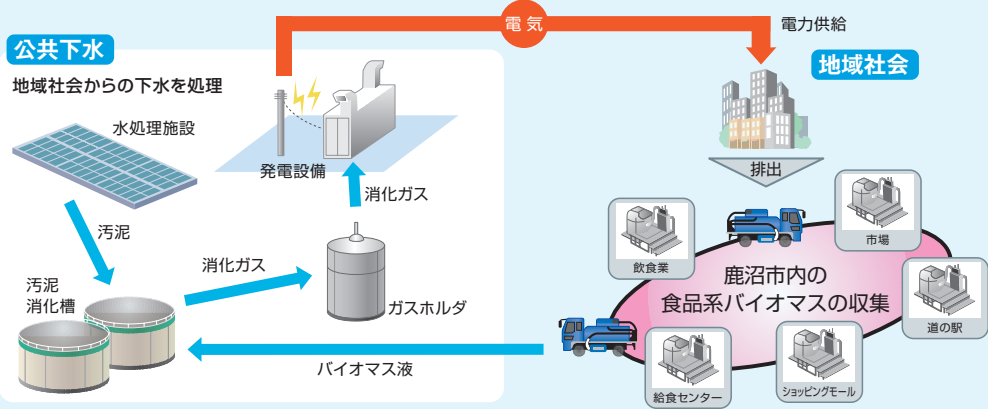 電気
電力供給
公共下水
地域社会
地域社会からの下水を処理
水処理施設
発電設備
排出
消化ガス
汚泥
市場
飲食業
消化ガス
鹿沼市内の
食品系バイオマスの収集
汚泥
消化槽
ガスホルダ
道の駅
バイオマス液
給食センター
ショッピングモール